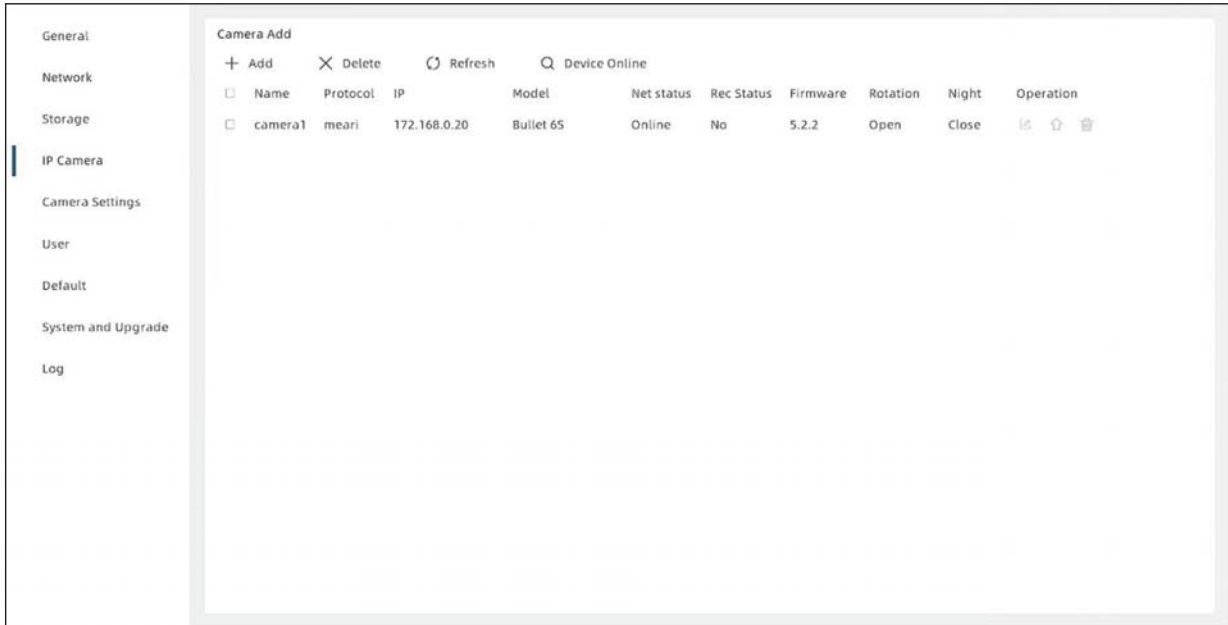 General
Network
Storage
IP Camera
Camera Settings
User
Default
System and Upgrade
Log
Camera Add
Add Delete Refresh Device Online
Name Protocol IP Model Net status Rec Status Firmware Rotation Night Operation
camera1 meari 172.168.0.20 Bullet 6S Online No 5.2.2 Open Close